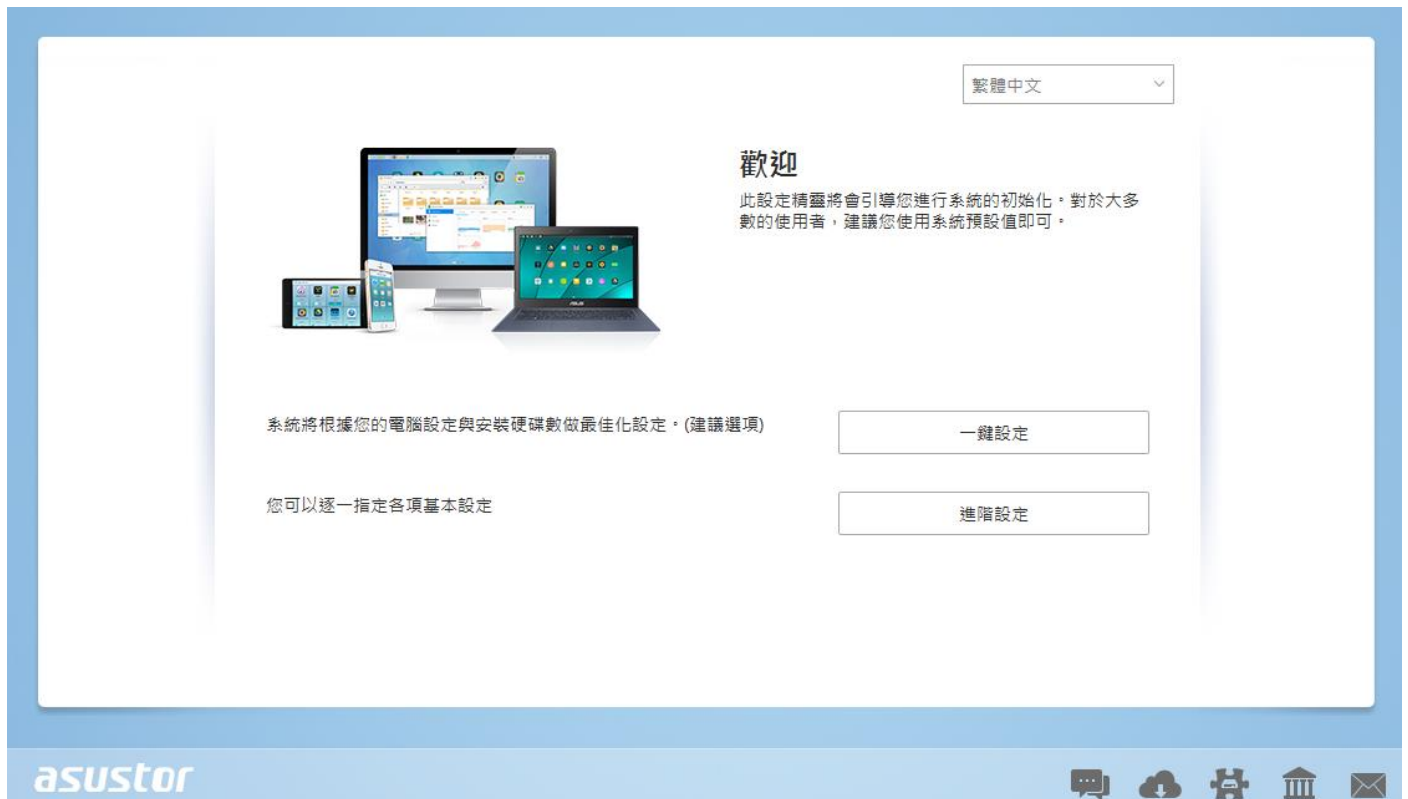 繁體中文
歡迎
此設定精靈將會引導您進行系統的初始化。對於大多
數的使用者，建議您使用系統預設值即可。
系統將根據您的電腦設定與安裝硬碟數做最佳化設定。(建議選項)
一鍵設定
您可以逐一指定各項基本設定
進階設定
asustor